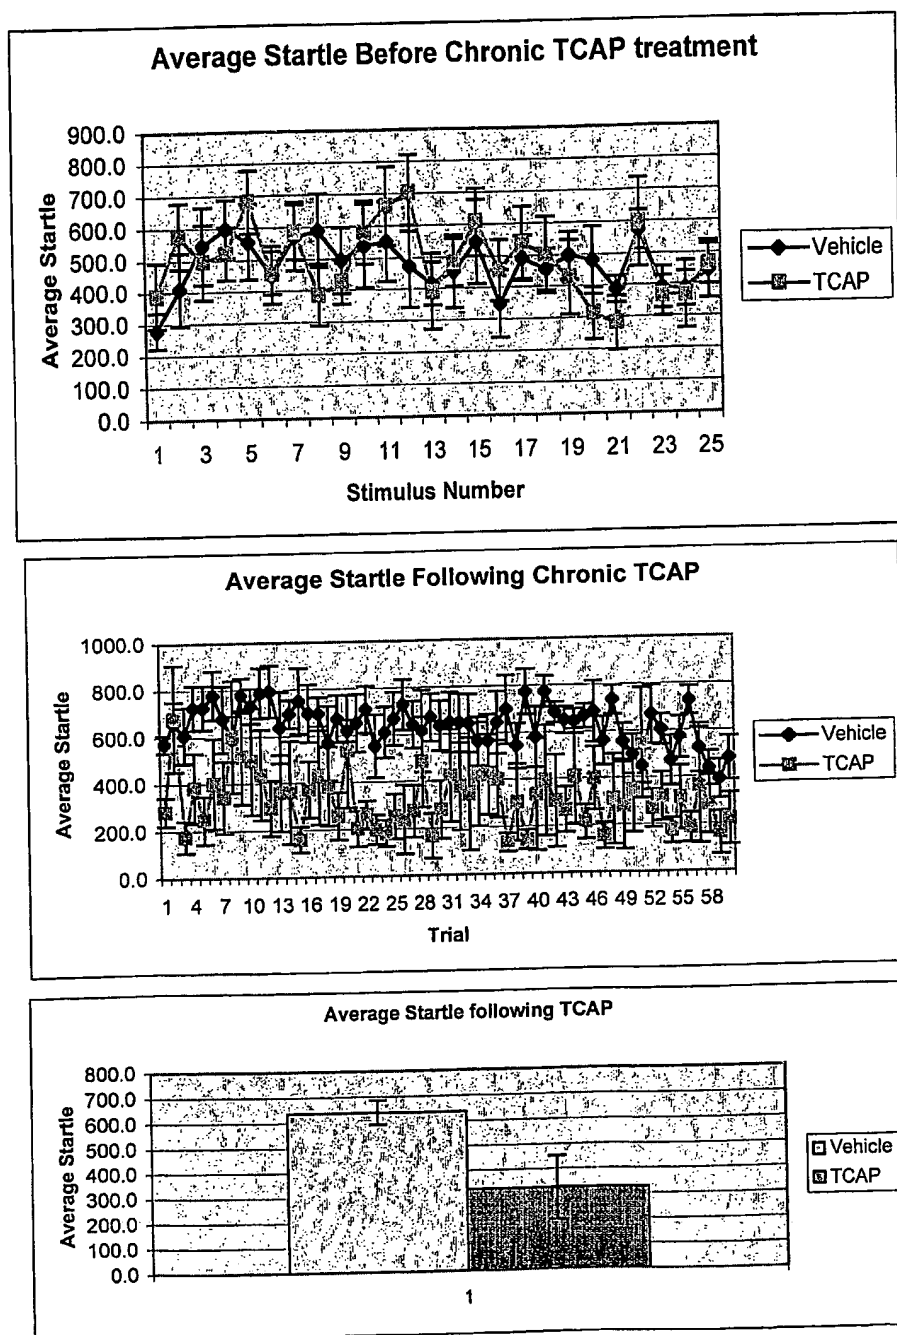 Average Startle Before Chronic TCAP treatment
Average Startle
900.0
800.0
700.0
600.0
500.0
400.0
300.0
200.0
100.0
0.0
1 3 5 7 9 11 13 15 17 19 21 23 25
Stimulus Number
Vehicle
TCAP
Average Startle Following Chronic TCAP
Average Startle
1000.0
800.0
600.0
400.0
200.0
0.0
1 4 7 10 13 16 19 22 25 28 31 34 37 40 43 46 49 52 55 58
Trial
Vehicle
TCAP
Average Startle following TCAP
Average Startle
800.0
700.0
600.0
500.0
400.0
300.0
200.0
100.0
0.0
1
Vehicle
TCAP